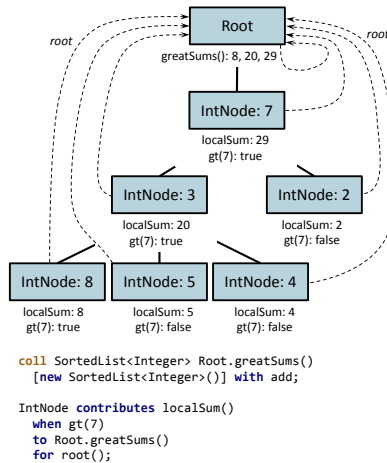 Root
root
root
greatSums(): 8, 20, 29
IntNode: 7
localSum: 29
gt(7): true
IntNode: 3
IntNode: 2
localSum: 20
gt(7): true
localSum: 2
gt(7): false
IntNode: 8
IntNode: 5
IntNode: 4
localSum: 8
gt(7): true
localSum: 5
gt(7): false
localSum: 4
gt(7): false
coll SortedList<Integer> Root.greatSums()
[new SortedList<Integer>()] with add;
IntNode contributes localSum()
when gt(7)
to Root.greatSums()
for root();